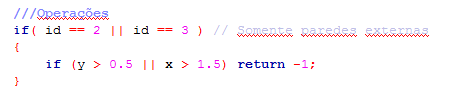 ///Operações
if( id == 2 || id == 3 ) // Somente paredes externas
{
if (y > 0.5 || x > 1.5) return -1;
}